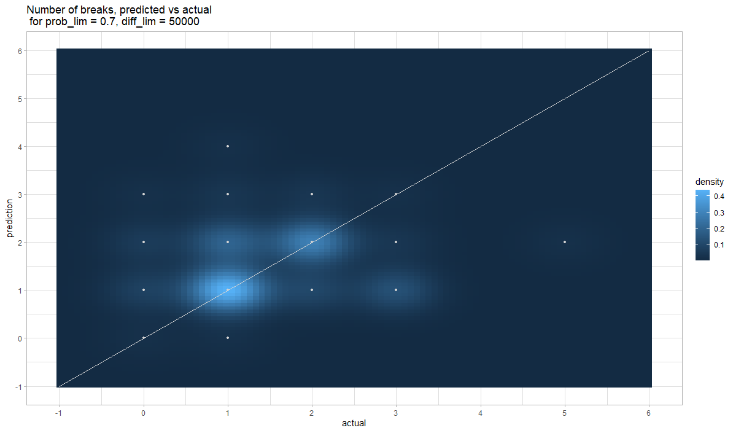 Number of breaks, predicted vs actual
for prob_lim = 0.7, diff_lim = 50000
6
5
4
3
2
1
0
-1
prediction
-1 0 1 2 3 4 5 6
actual
density
0.4
0.3
0.2
0.1